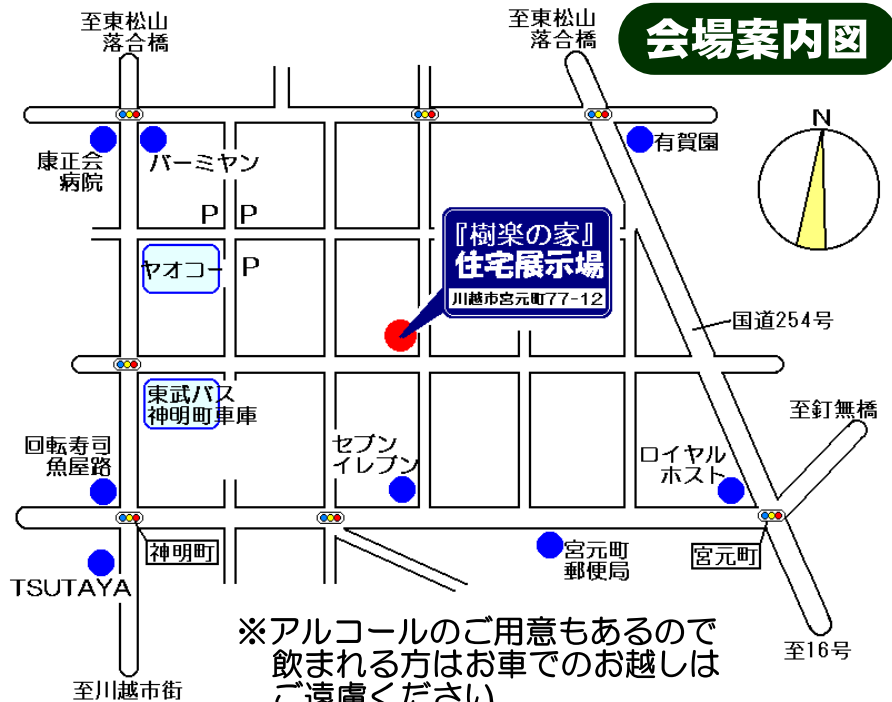 会場案内図
至東松山
落合橋
至東松山
落合橋
N
康正会
病院
バーミヤン
有賀園
P P
『樹楽の家』
住宅展示場
川越市宮元町77-12
ヤオコー
P
国道254号
東武バス
神明町車庫
至釘無橋
回転寿司
魚屋路
セブン
イレブン
ロイヤル
ホスト
神明町
宮元町
郵便局
宮元町
TSUTAYA
※アルコールのご用意もあるので
飲まれる方はお車でのお越しは
ご遠慮ください
至16号
至川越市街